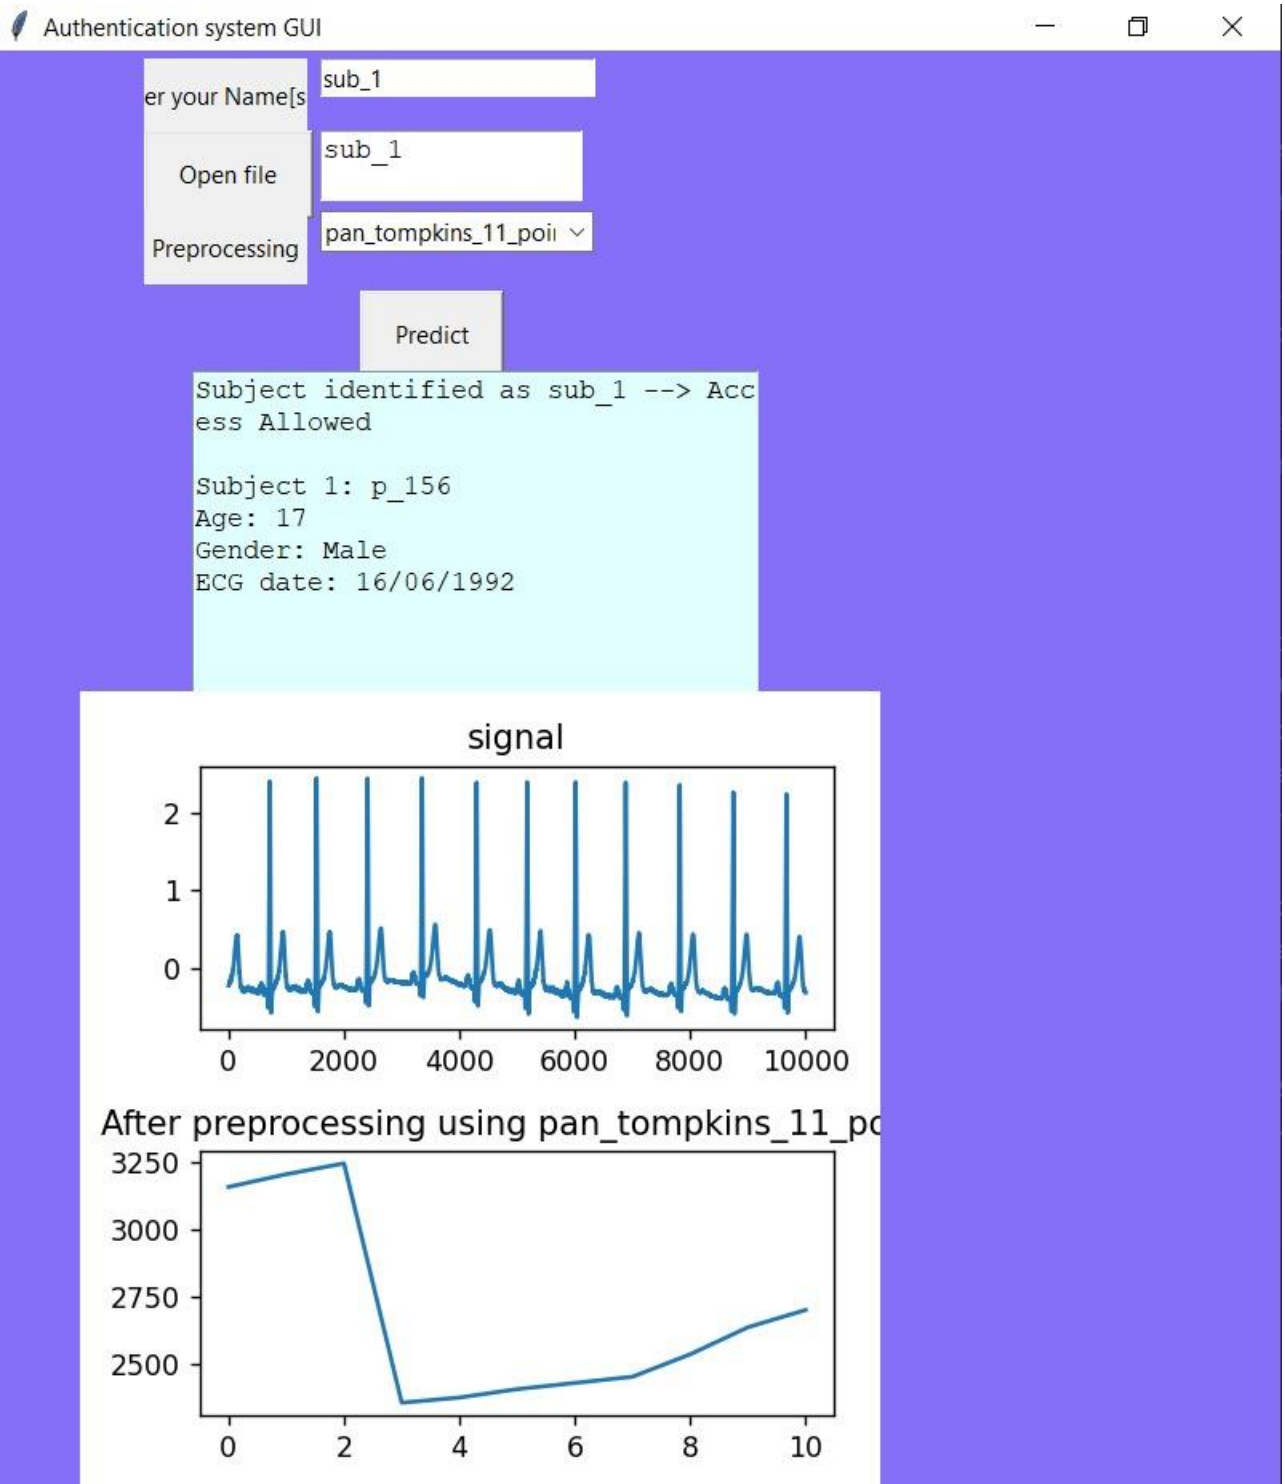 Authentication system GUI
er your Name[s
sub_1
Open file
sub_1
Preprocessing
pan_tompkins_11_poi
Predict
Subject identified as sub_1 --> Acc
ess Allowed
Subject 1: p_156
Age: 17
Gender: Male
ECG date: 16/06/1992
signal
2
1
0
0 2000 4000 6000 8000 10000
After preprocessing using pan_tompkins_11_po
3250
3000
2750
2500
0 2 4 6 8 10